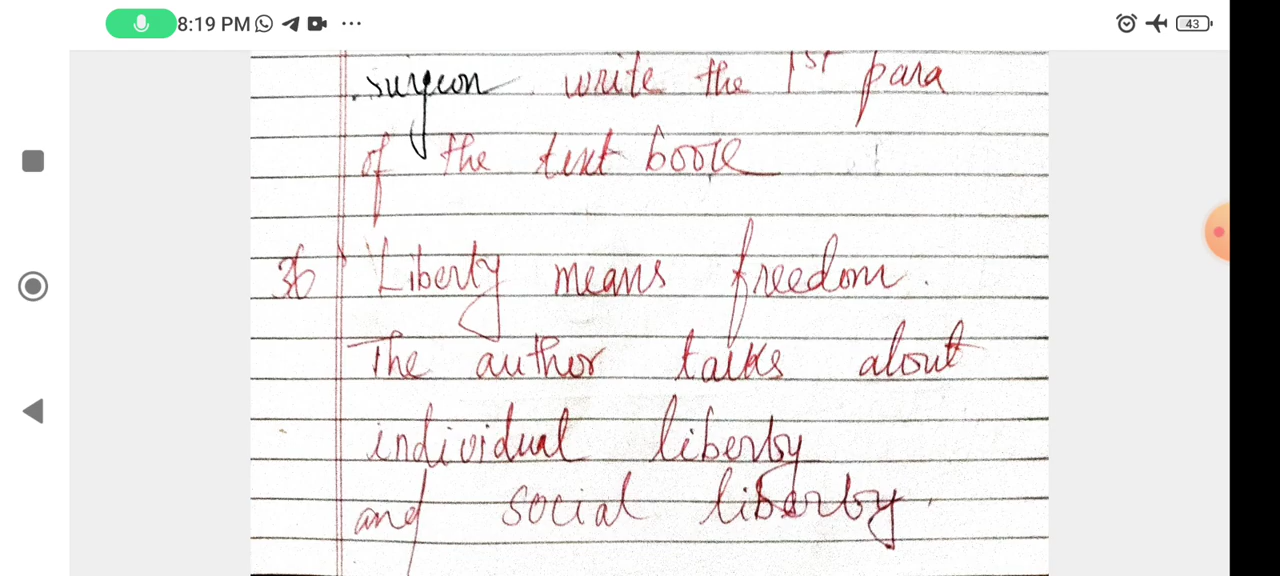 8:19 PM ... 43
. surgeon . write the 1st para
of the text book
36 Liberty means freedom .
The author talks about
individual liberty
and social liberty .